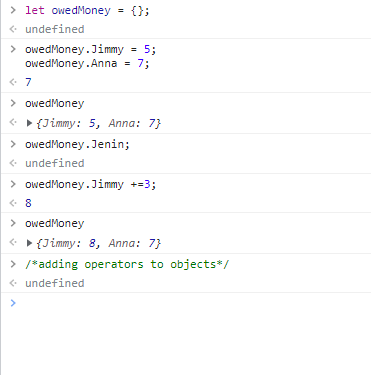 let owedMoney = {};
undefined
owedMoney.Jimmy = 5;
owedMoney.Anna = 7;
7
owedMoney
{Jimmy: 5, Anna: 7}
owedMoney.Jenin;
undefined
owedMoney.Jimmy +=3;
8
owedMoney
{Jimmy: 8, Anna: 7}
/*adding operators to objects*/
undefined